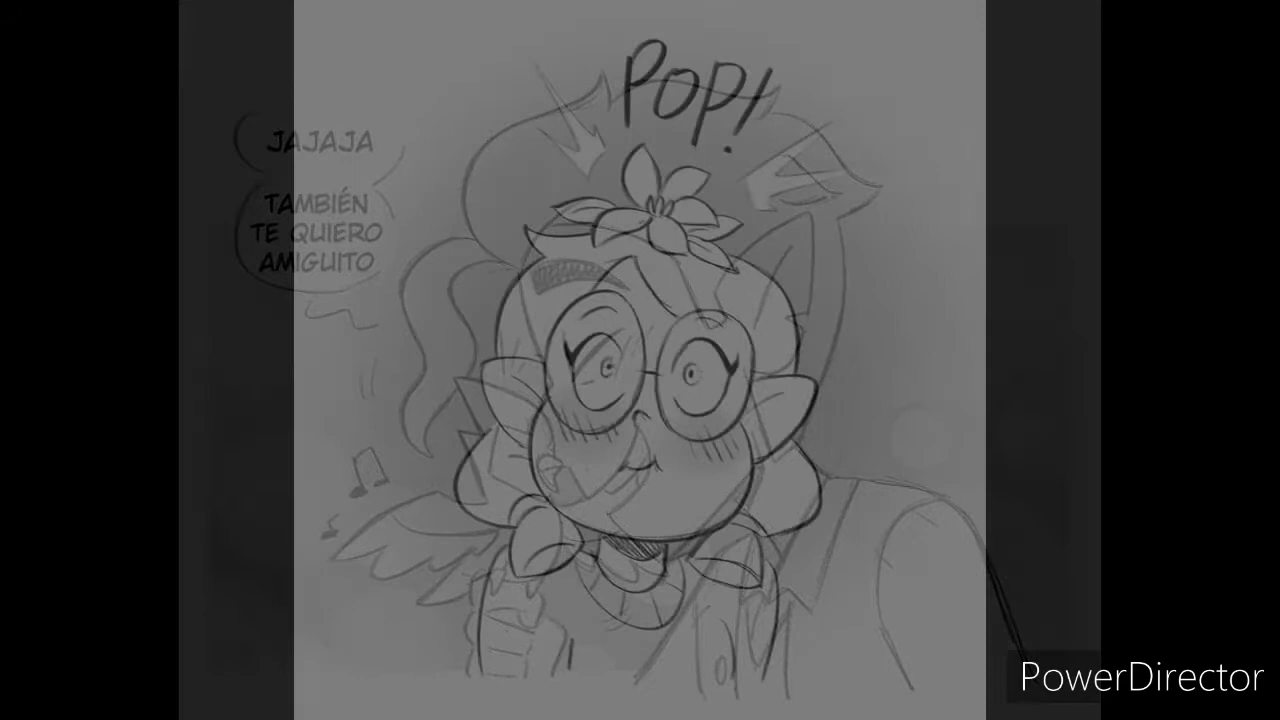 POP!
JAJAJA
TAMBIÉN
TE QUIERO
AMIGUITO
PowerDirector